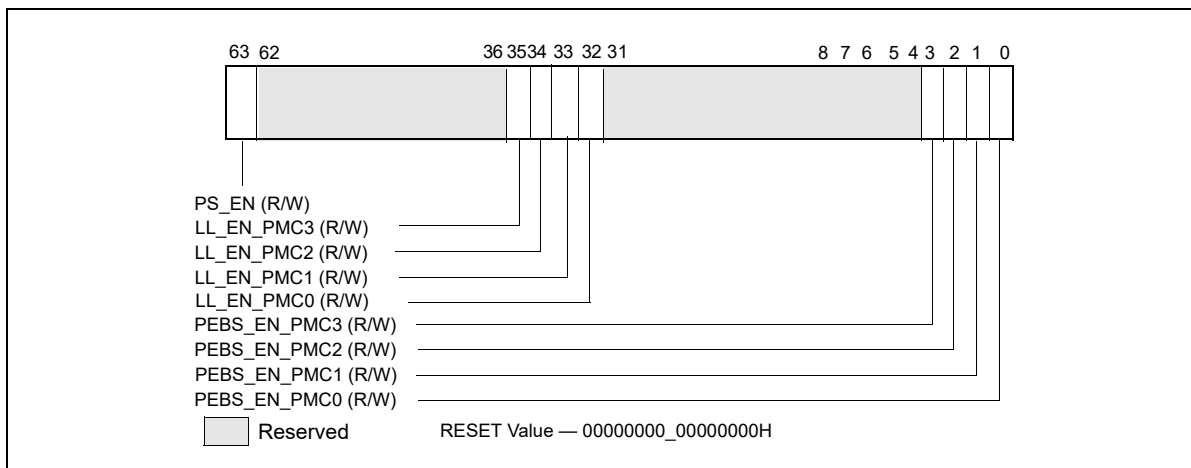 63 62 36 35 34 33 32 31 8 7 6 5 4 3 2 1 0
PS_EN (R/W)
LL_EN_PMC3 (R/W)
LL_EN_PMC2 (R/W)
LL_EN_PMC1 (R/W)
LL_EN_PMC0 (R/W)
PEBS_EN_PMC3 (R/W)
PEBS_EN_PMC2 (R/W)
PEBS_EN_PMC1 (R/W)
PEBS_EN_PMC0 (R/W)
Reserved RESET Value — 00000000_00000000H